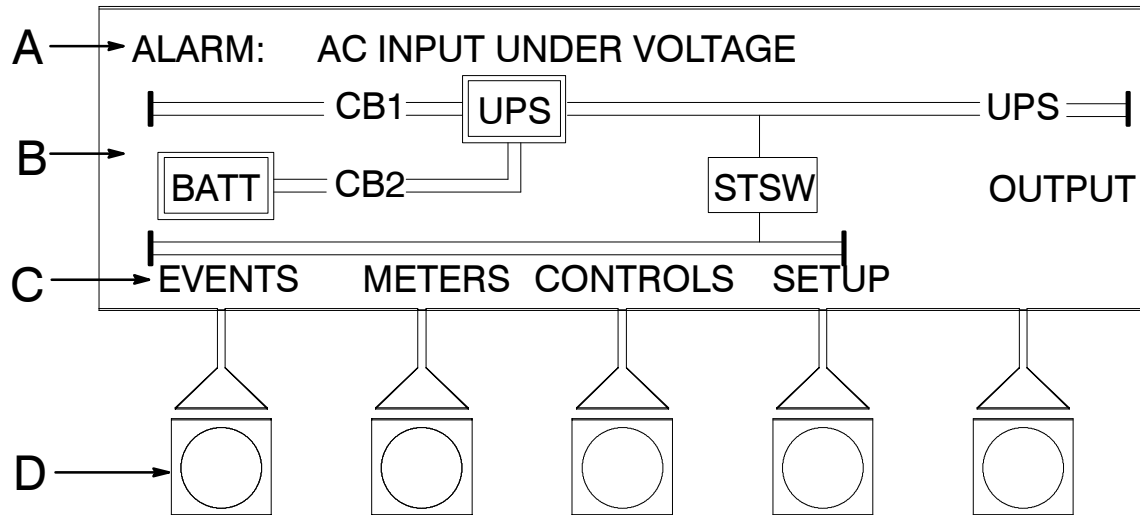 A ALARM: AC INPUT UNDER VOLTAGE
CB1 UPS UPS
B
BATT CB2 STSW OUTPUT
C EVENTS METERS CONTROLS SETUP
D